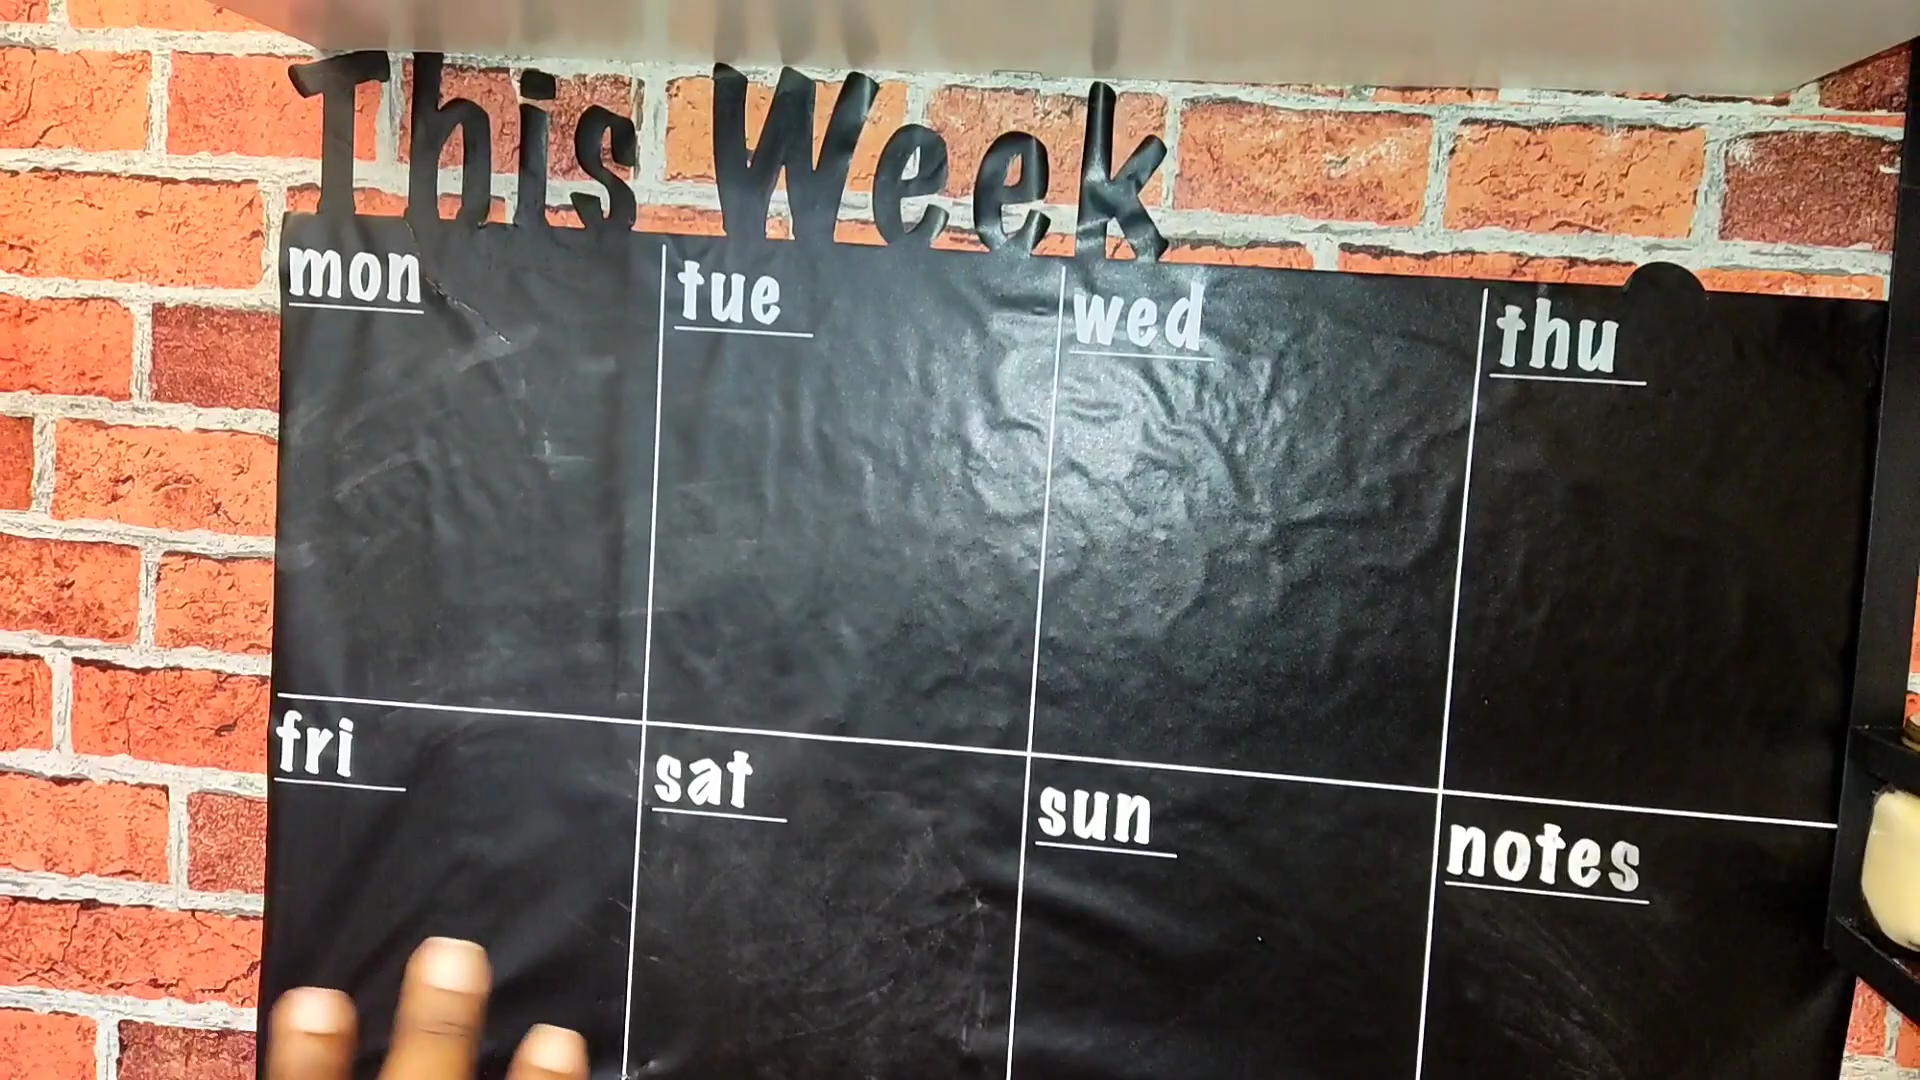 This Week
mon
tue
wed
thu
fri
sat
sun
notes